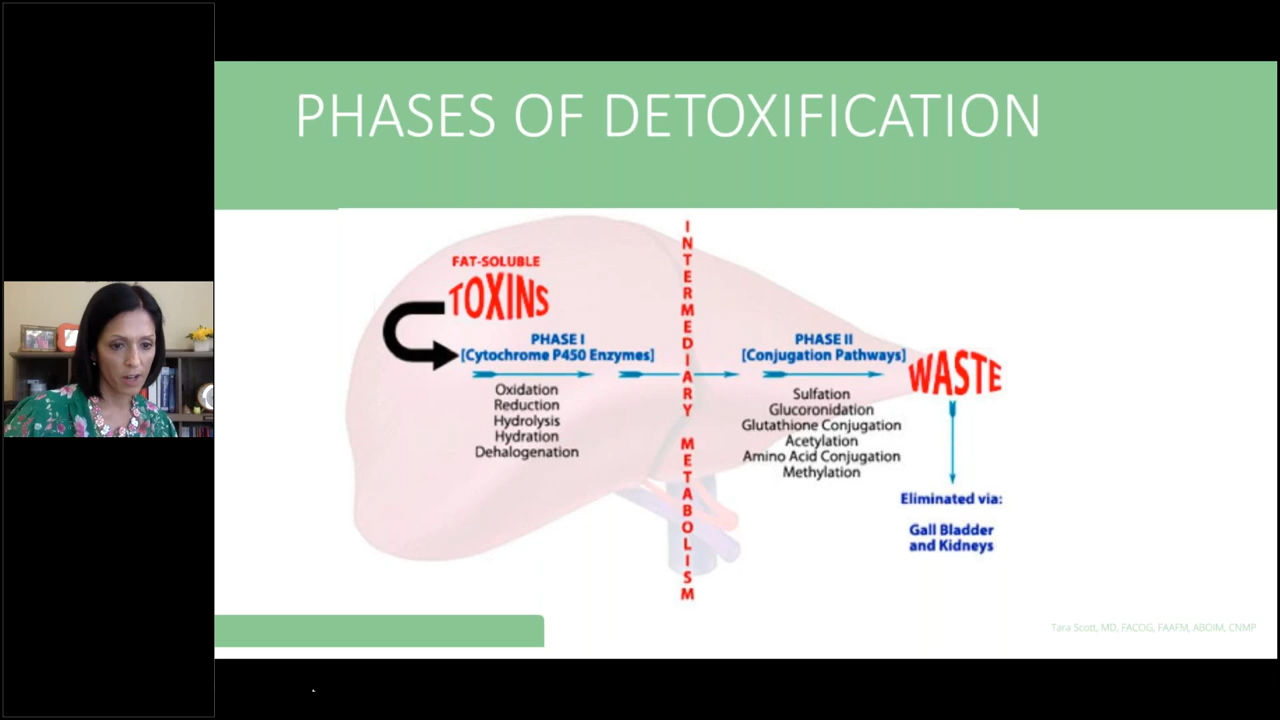 PHASES OF DETOXIFICATION
FAT-SOLUBLE
TOXINS
PHASE I
[Cytochrome P450 Enzymes]
Oxidation
Reduction
Hydrolysis
Hydration
Dehalogenation
INTERMEDIARY METABOLISM
PHASE II
[Conjugation Pathways]
Sulfation
Glucoronidation
Glutathione Conjugation
Acetylation
Amino Acid Conjugation
Methylation
WASTE
Eliminated via:
Gall Bladder
and Kidneys
Tara Scott, MD, FACOG, FAAFM, ABOIM, CNMP